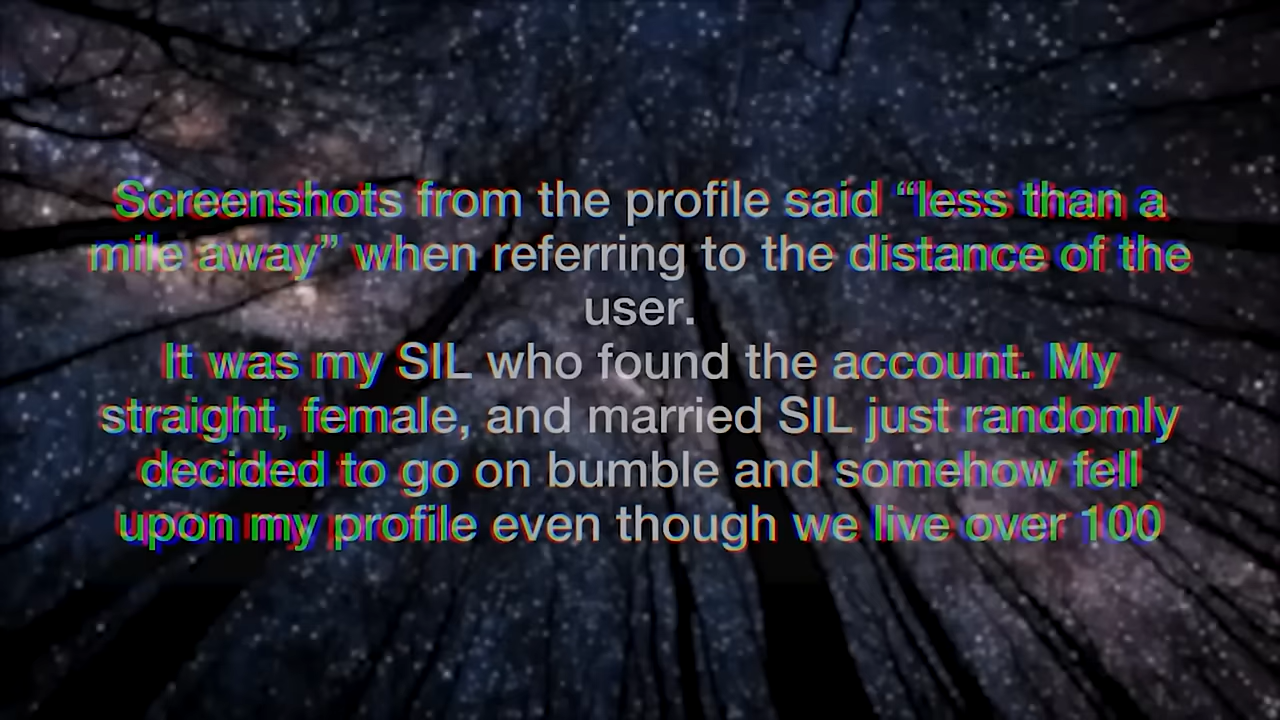 Screenshots from the profile said “less than a
mile away” when referring to the distance of the
user.
It was my SIL who found the account. My
straight, female, and married SIL just randomly
decided to go on bumble and somehow fell
upon my profile even though we live over 100